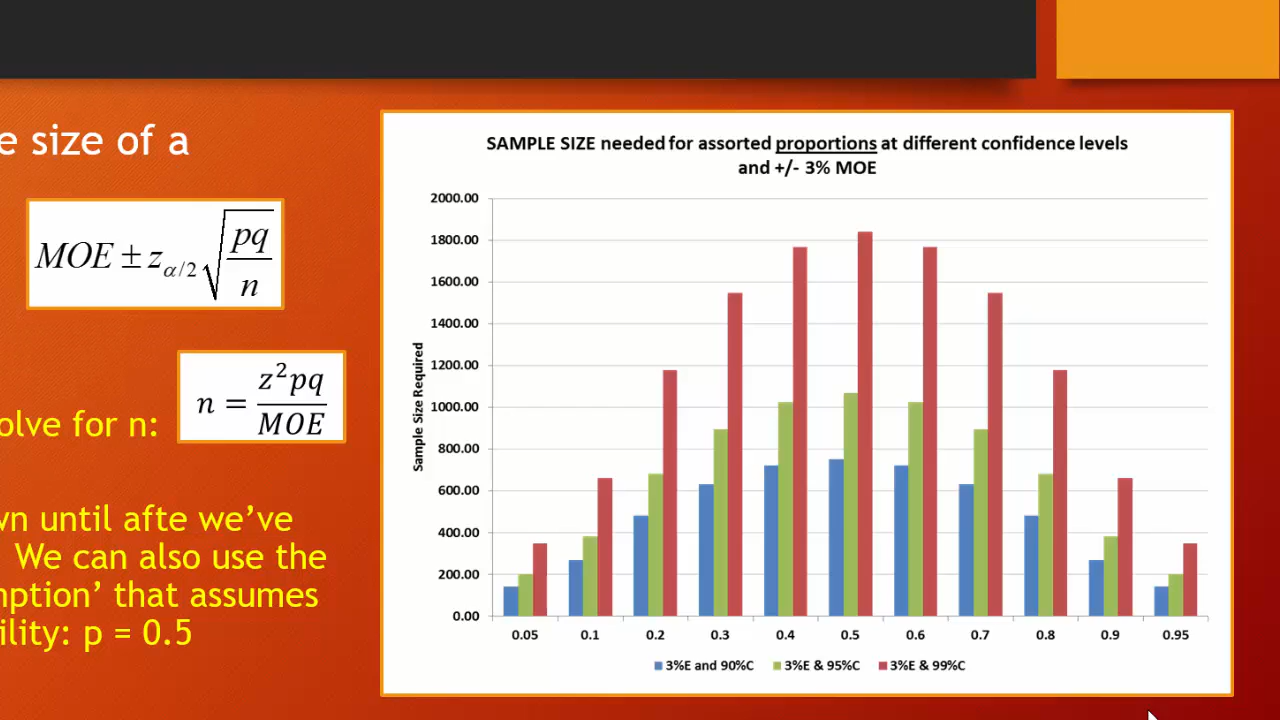 e size of a
MOE ± z α/2 √ pq / n
olve for n:
n = z² pq / MOE
wn until afte we've
. We can also use the
mption' that assumes
ility: p = 0.5
SAMPLE SIZE needed for assorted proportions at different confidence levels
and +/- 3% MOE
Sample Size Required
2000.00
1800.00
1600.00
1400.00
1200.00
1000.00
800.00
600.00
400.00
200.00
0.00
0.05 0.1 0.2 0.3 0.4 0.5 0.6 0.7 0.8 0.9 0.95
3%E and 90%C 3%E & 95%C 3%E & 99%C